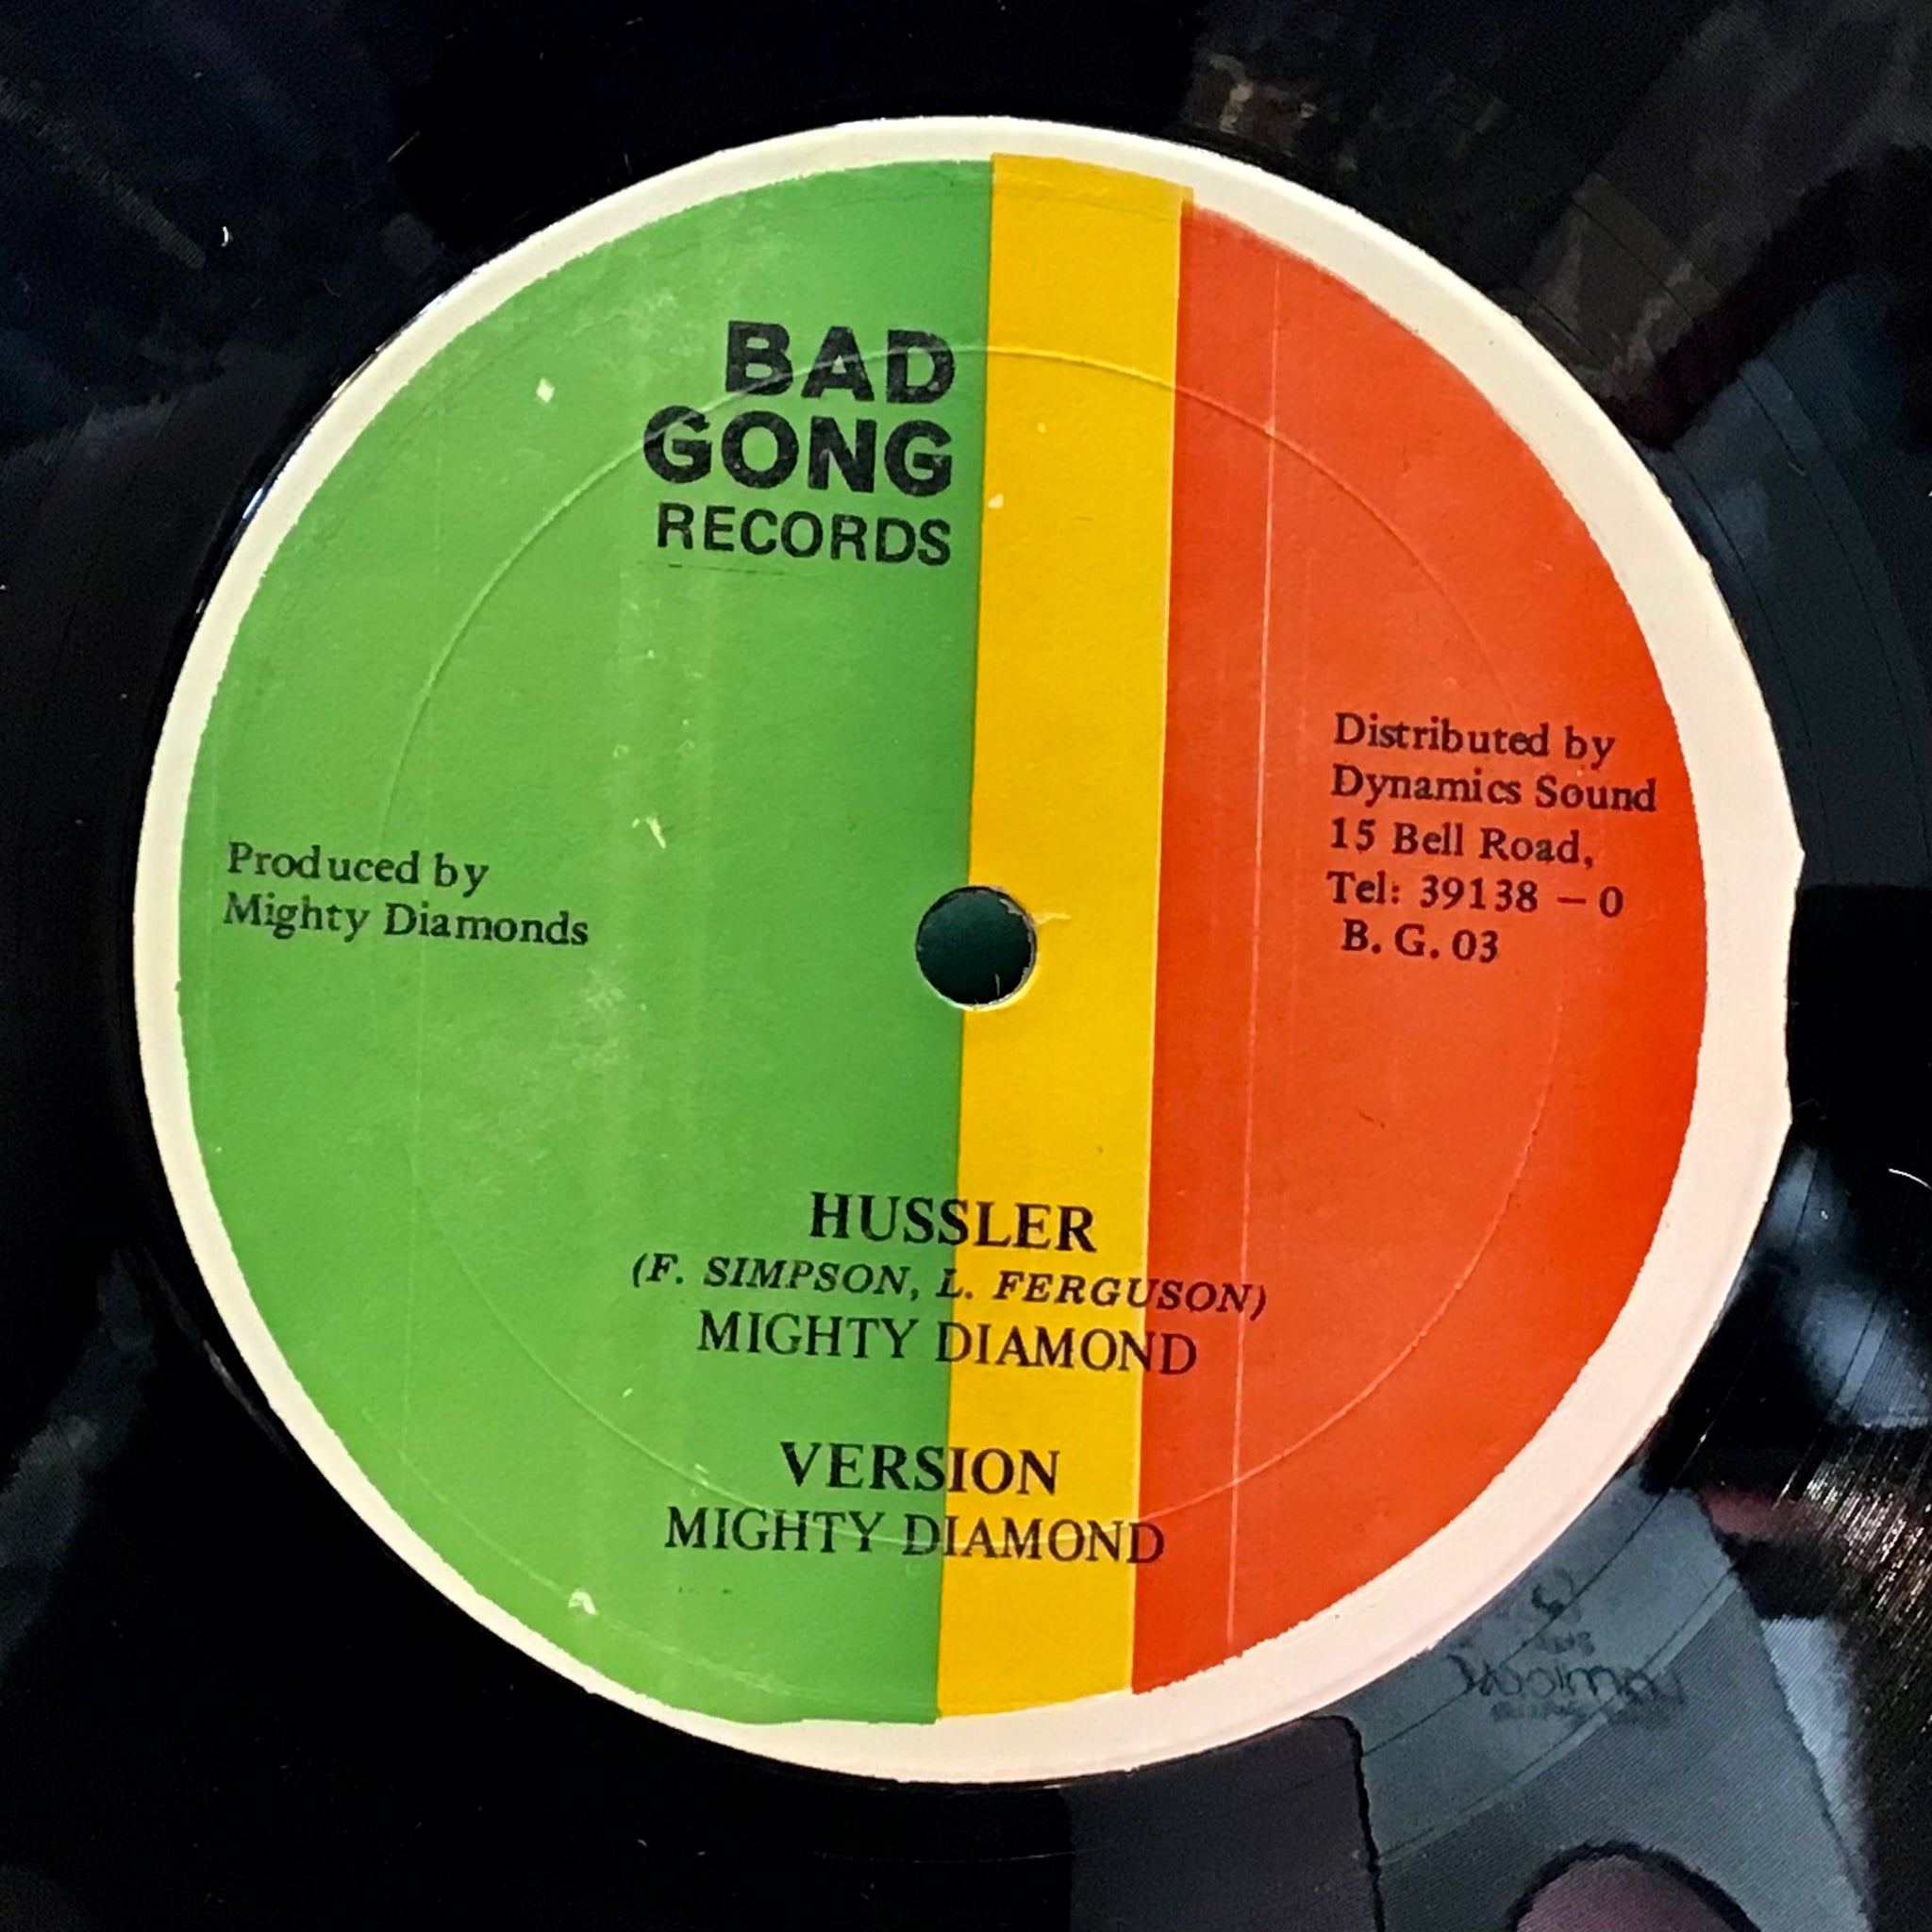 BAD
GONG
RECORDS
Produced by
Mighty Diamonds
Distributed by
Dynamics Sound
15 Bell Road,
Tel: 39138 – 0
B. G. 03
HUSSLER
(F. SIMPSON, L. FERGUSON)
MIGHTY DIAMOND
VERSION
MIGHTY DIAMOND